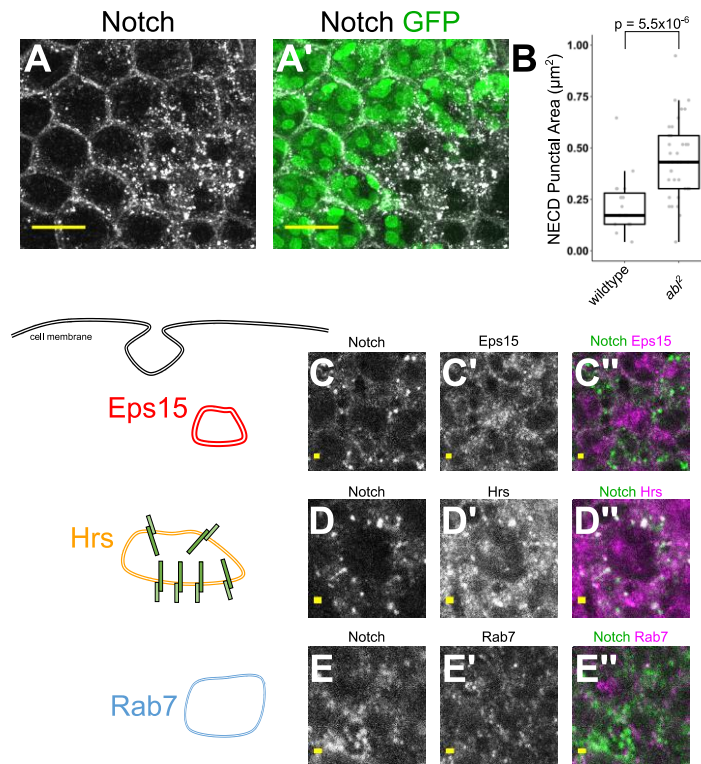 Notch
Notch GFP
A
A'
B
p = 5.5x10⁻⁶
NECD Punctal Area (μm²)
1.00
0.75
0.50
0.25
0.00
wildtype
abl²
cell membrane
Eps15
Notch
Eps15
Notch Eps15
C
C'
C"
Hrs
Notch
Hrs
Notch Hrs
D
D'
D"
Rab7
Notch
Rab7
Notch Rab7
E
E'
E"